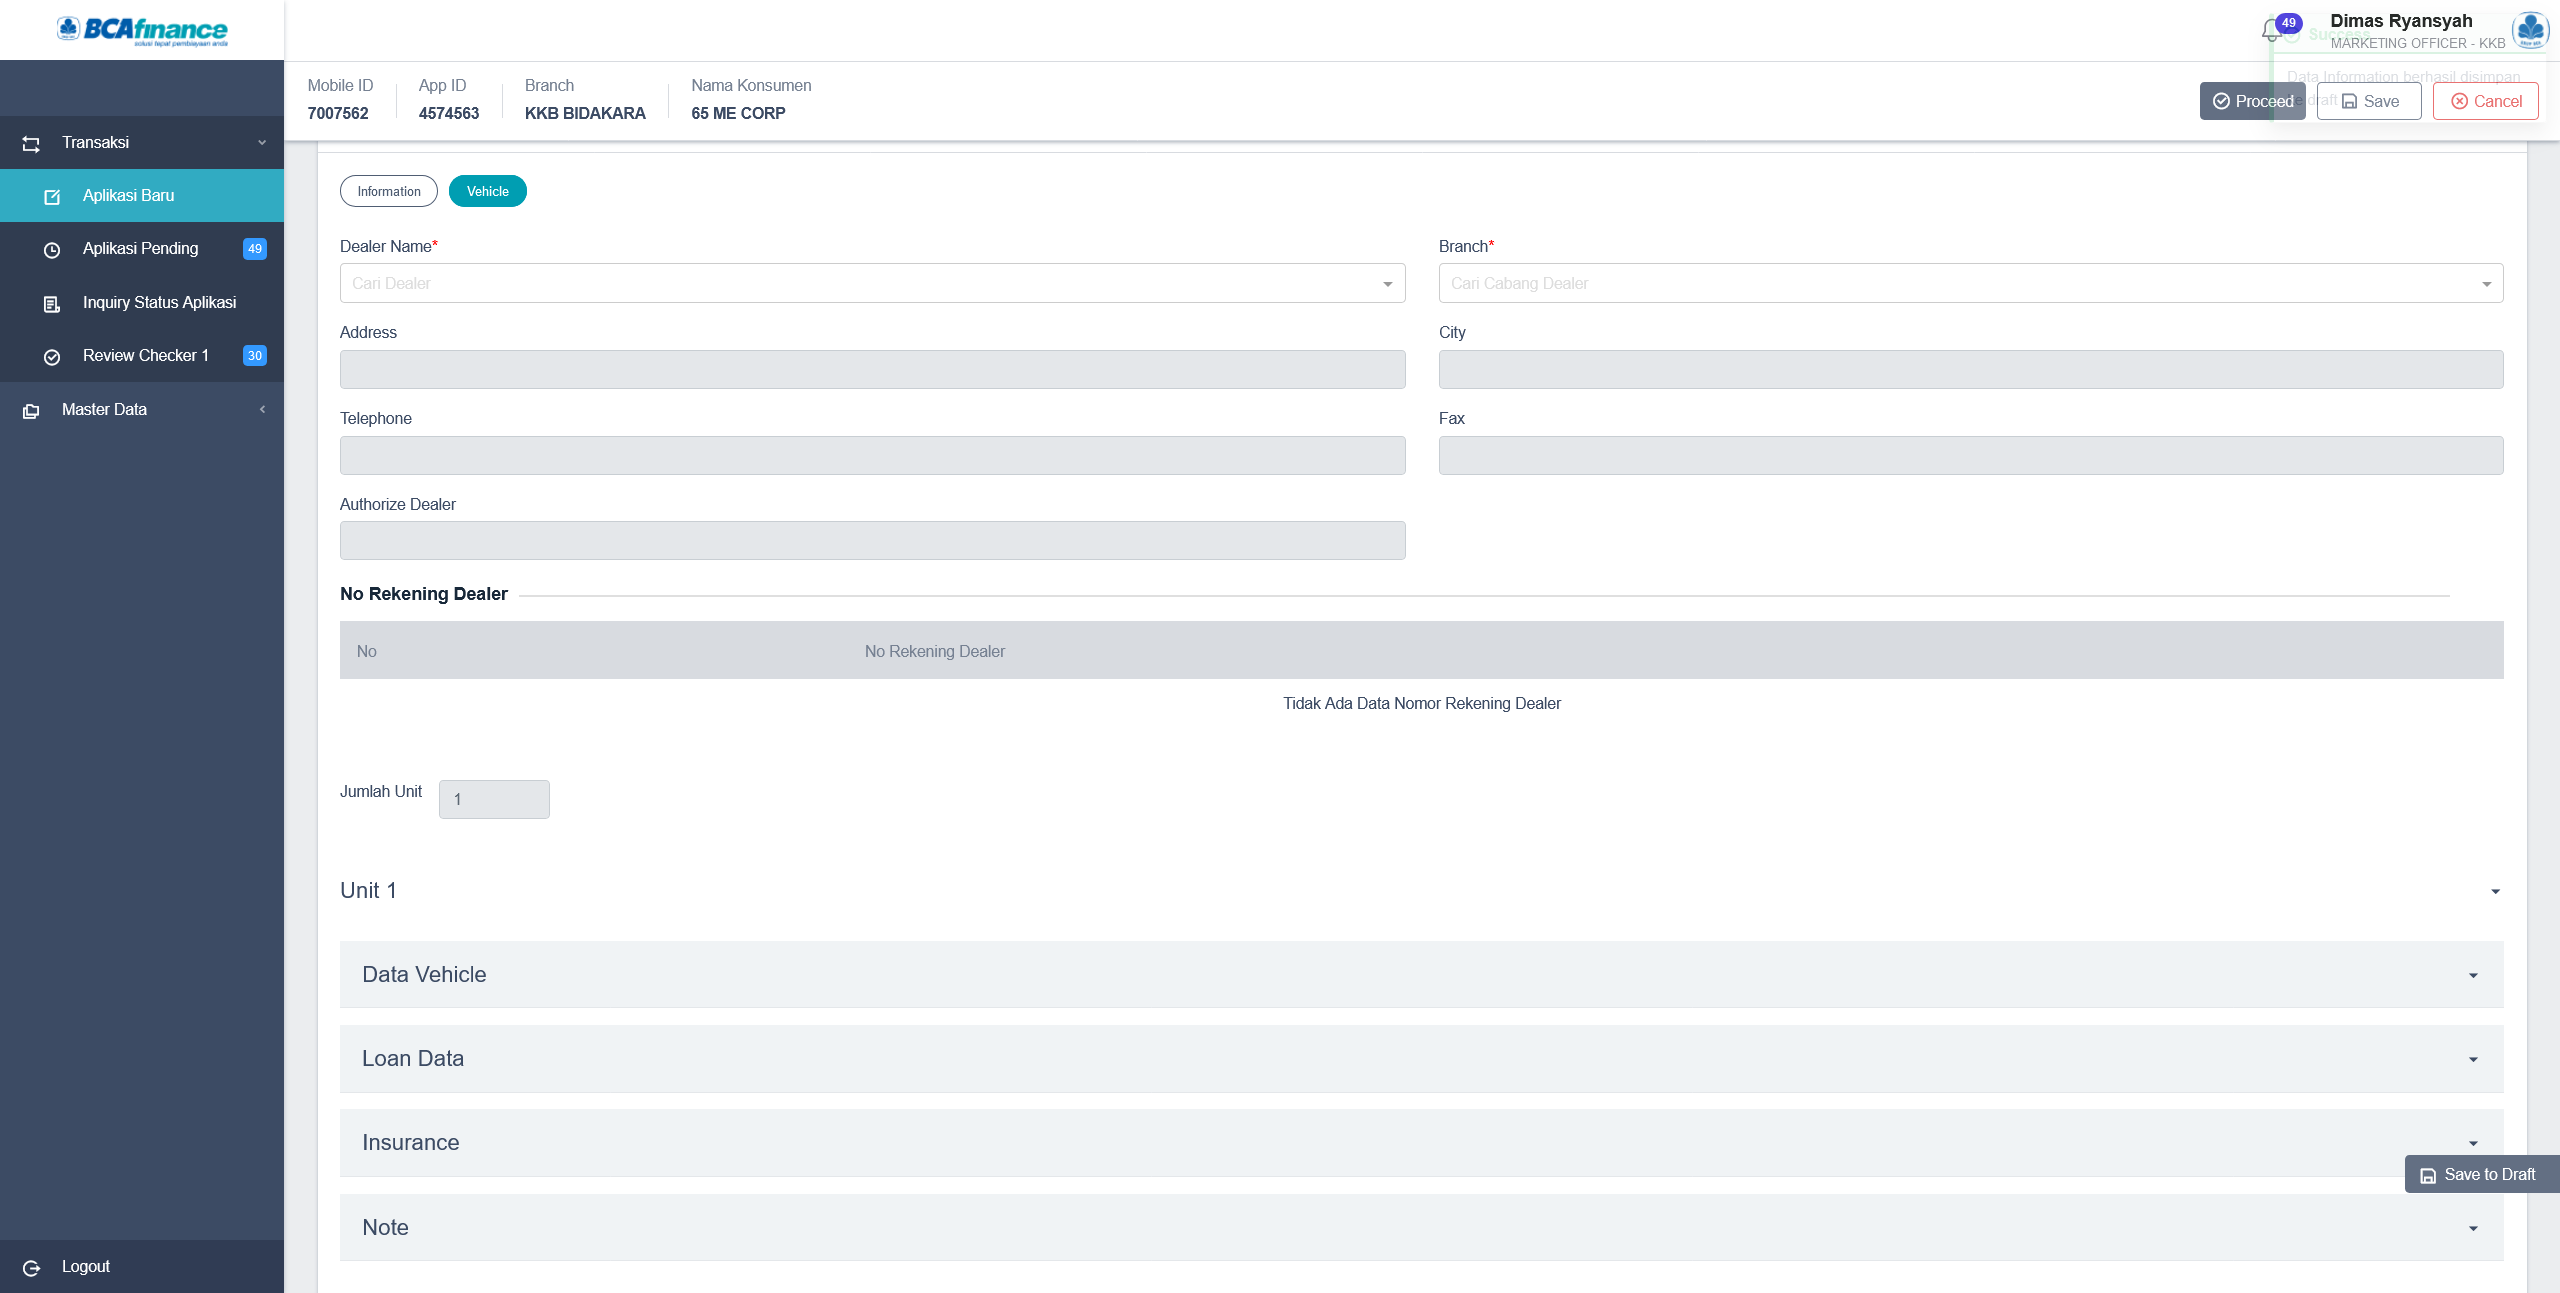 BCAfinance
solusi tepat pembiayaan anda
49
Dimas Ryansyah
MARKETING OFFICER - KKB
Success
Data Information berhasil disimpan
ke draft
Mobile ID
7007562
App ID
4574563
Branch
KKB BIDAKARA
Nama Konsumen
65 ME CORP
Proceed
Save
Cancel
Transaksi
Aplikasi Baru
Aplikasi Pending 49
Inquiry Status Aplikasi
Review Checker 1 30
Master Data
Logout
Information
Vehicle
Dealer Name*
Cari Dealer
Branch*
Cari Cabang Dealer
Address
City
Telephone
Fax
Authorize Dealer
No Rekening Dealer
No
No Rekening Dealer
Tidak Ada Data Nomor Rekening Dealer
Jumlah Unit 1
Unit 1
Data Vehicle
Loan Data
Insurance
Save to Draft
Note